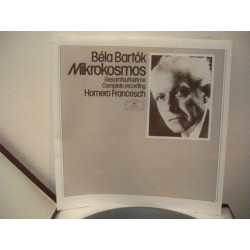 Béla Bartók
Mikrokosmos
Gesamtaufnahme
Complete recording
Homero Francesch